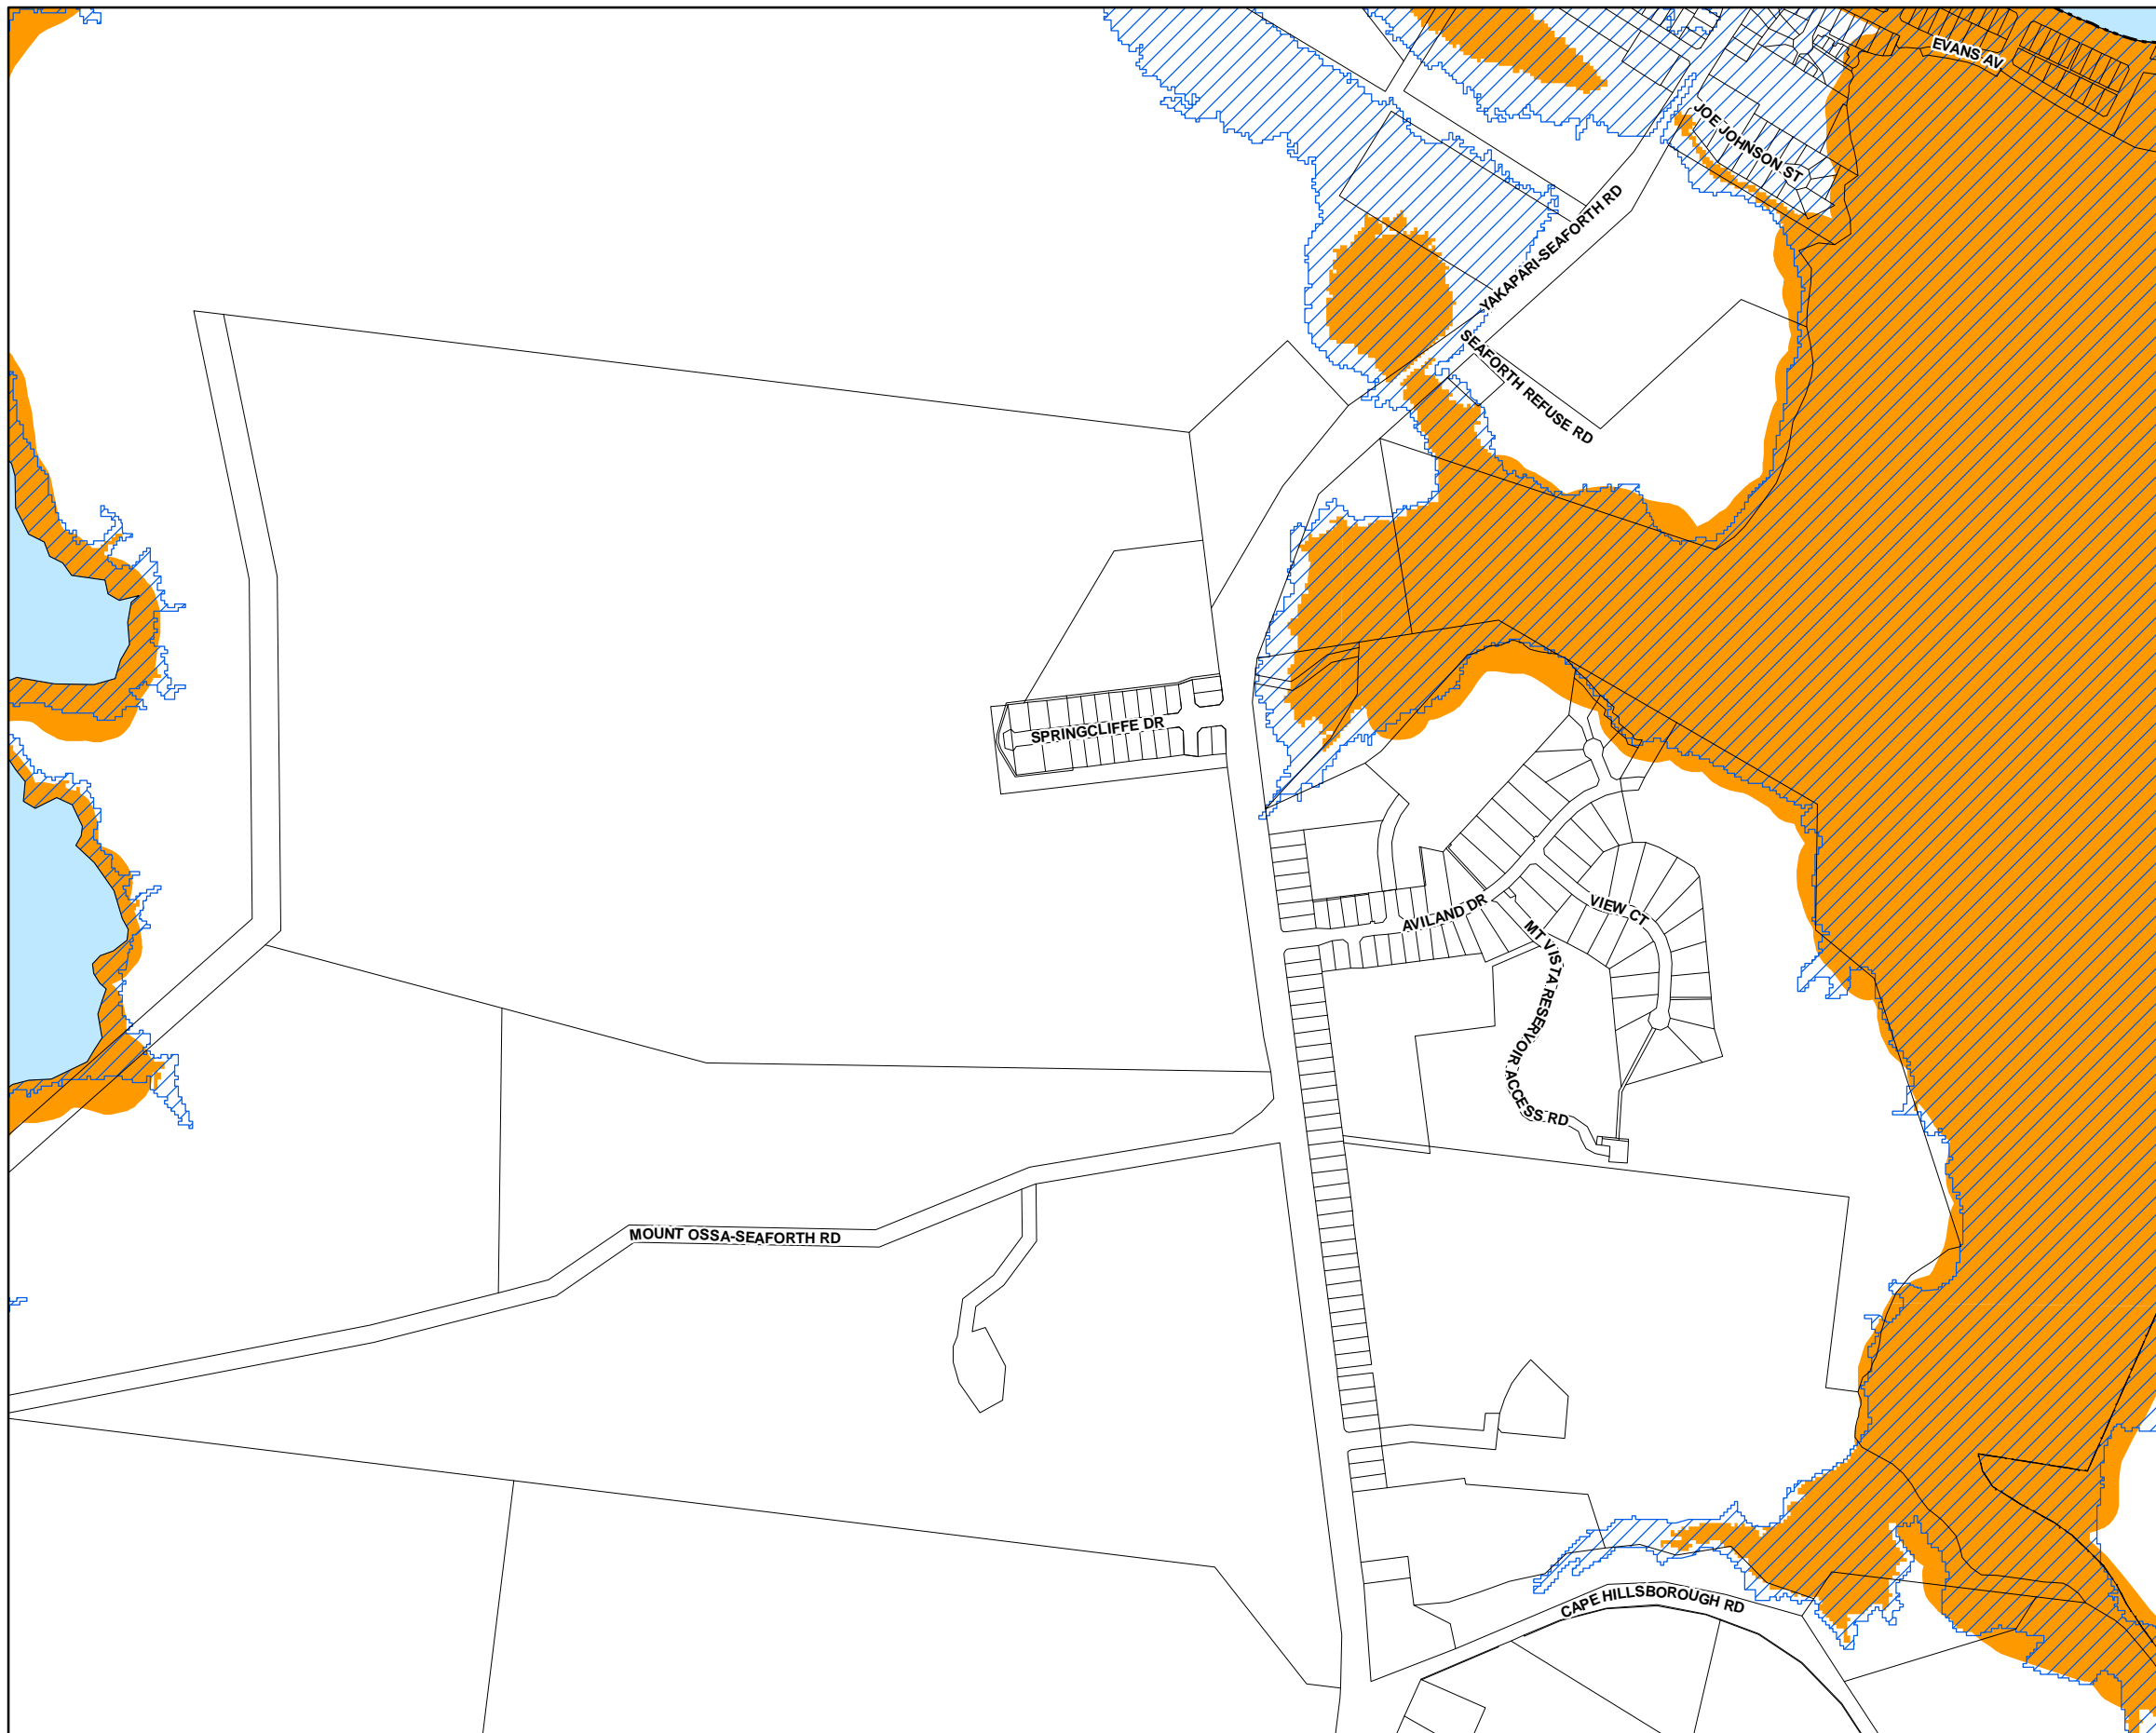 EVANS AV
JOE JOHNSON ST
YAKAPARI-SEAFORTH RD
SEAFORTH REFUSE RD
SPRINGCLIFFE DR
AVILAND DR
VIEW CT
MT VISTA RESERVOIR ACCESS RD
MOUNT OSSA-SEAFORTH RD
CAPE HILLSBOROUGH RD